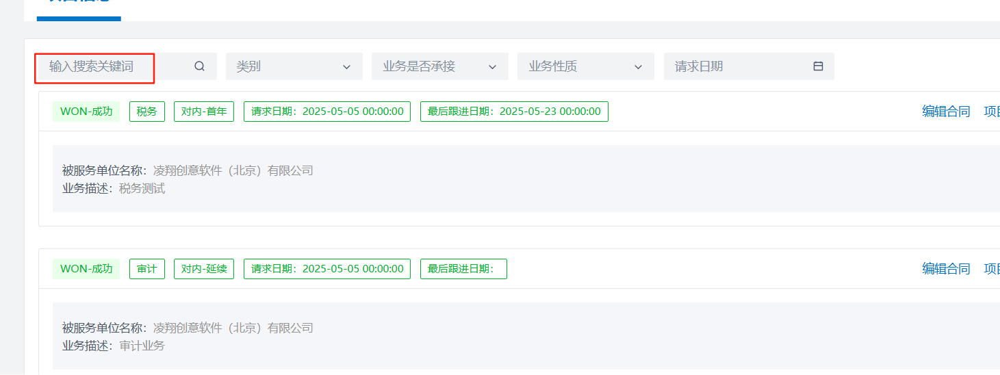 输入搜索关键词 类别 业务是否承接 业务性质 请求日期
WON-成功 税务 对内-首年 请求日期：2025-05-05 00:00:00 最后跟进日期：2025-05-23 00:00:00 编辑合同
被服务单位名称：凌翔创意软件（北京）有限公司
业务描述：税务测试
WON-成功 审计 对内-延续 请求日期：2025-05-05 00:00:00 最后跟进日期： 编辑合同
被服务单位名称：凌翔创意软件（北京）有限公司
业务描述：审计业务